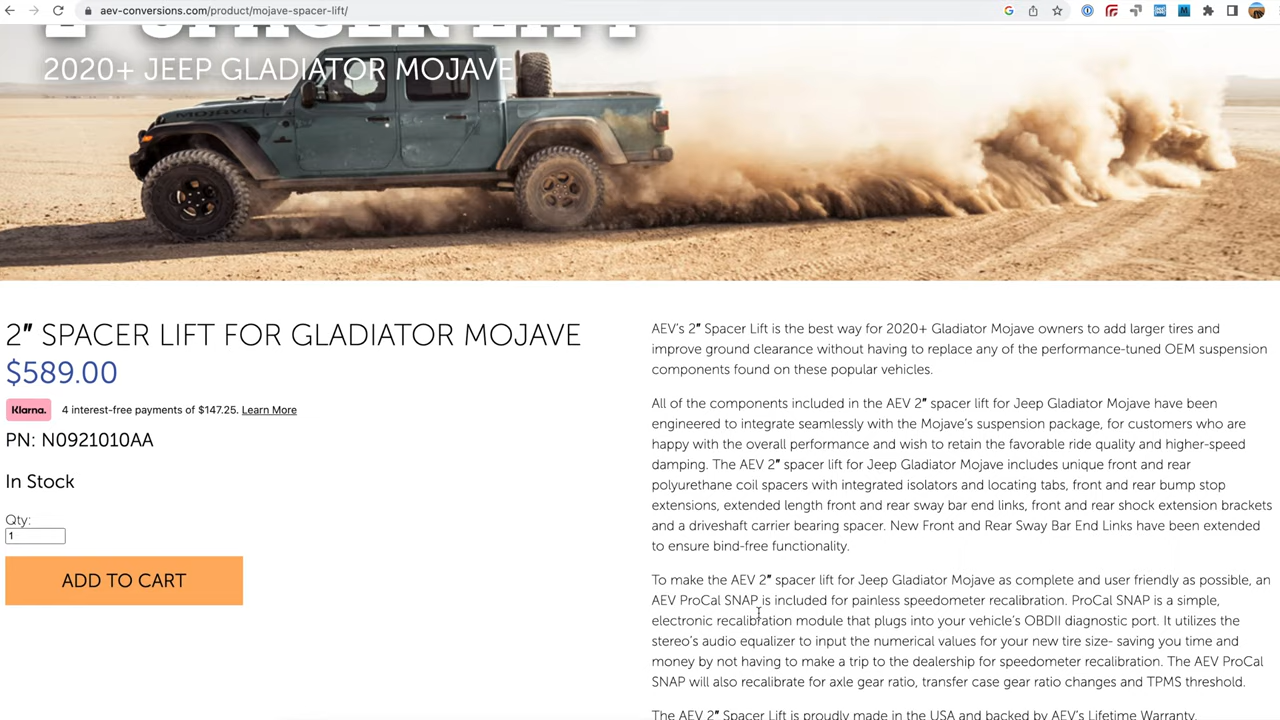 aev-conversions.com/product/mojave-spacer-lift/
2" SPACER LIFT
2020+ JEEP GLADIATOR MOJAVE
MOJAVE
2″ SPACER LIFT FOR GLADIATOR MOJAVE
$589.00
Klarna. 4 interest-free payments of $147.25. Learn More
PN: N0921010AA
In Stock
Qty:
1
ADD TO CART
AEV's 2″ Spacer Lift is the best way for 2020+ Gladiator Mojave owners to add larger tires and
improve ground clearance without having to replace any of the performance-tuned OEM suspension
components found on these popular vehicles.
All of the components included in the AEV 2″ spacer lift for Jeep Gladiator Mojave have been
engineered to integrate seamlessly with the Mojave's suspension package, for customers who are
happy with the overall performance and wish to retain the favorable ride quality and higher-speed
damping. The AEV 2″ spacer lift for Jeep Gladiator Mojave includes unique front and rear
polyurethane coil spacers with integrated isolators and locating tabs, front and rear bump stop
extensions, extended length front and rear sway bar end links, front and rear shock extension brackets
and a driveshaft carrier bearing spacer. New Front and Rear Sway Bar End Links have been extended
to ensure bind-free functionality.
To make the AEV 2″ spacer lift for Jeep Gladiator Mojave as complete and user friendly as possible, an
AEV ProCal SNAP is included for painless speedometer recalibration. ProCal SNAP is a simple,
electronic recalibration module that plugs into your vehicle's OBDII diagnostic port. It utilizes the
stereo's audio equalizer to input the numerical values for your new tire size- saving you time and
money by not having to make a trip to the dealership for speedometer recalibration. The AEV ProCal
SNAP will also recalibrate for axle gear ratio, transfer case gear ratio changes and TPMS threshold.
The AEV 2″ Spacer Lift is proudly made in the USA and backed by AEV's Lifetime Warranty.